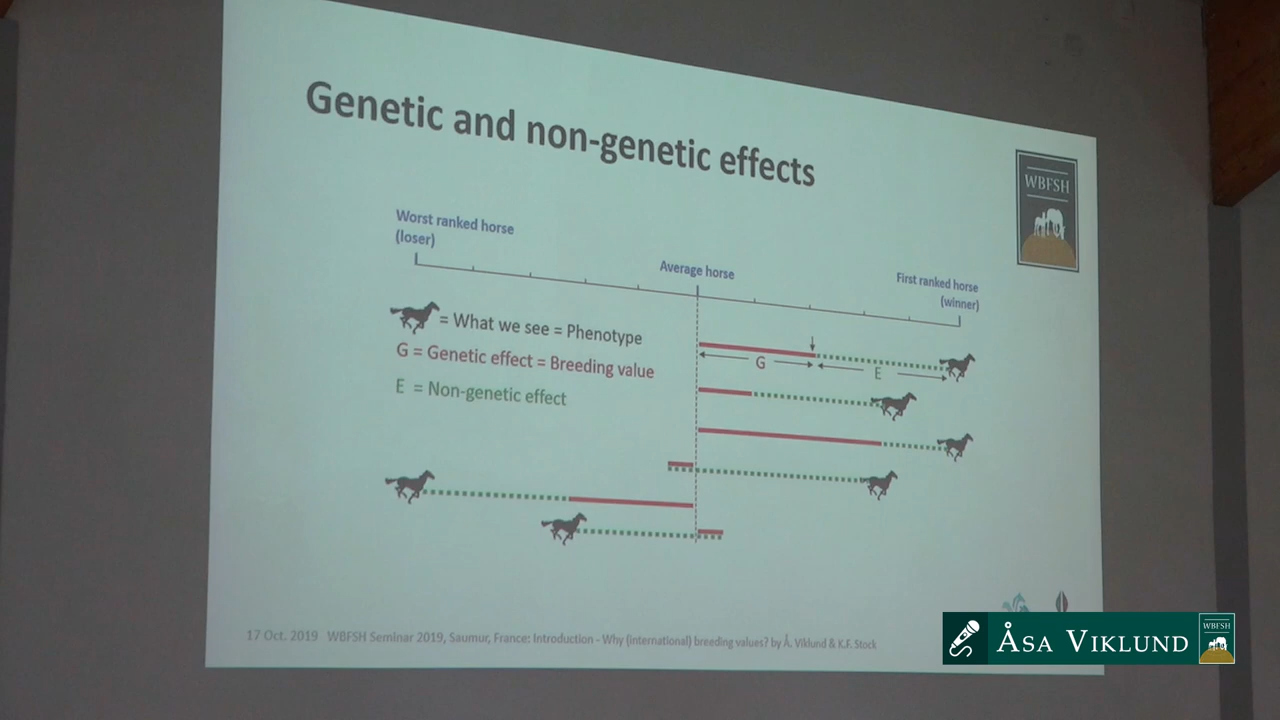 Genetic and non-genetic effects
WBFSH
Worst ranked horse
(loser)
Average horse
First ranked horse
(winner)
= What we see = Phenotype
G = Genetic effect = Breeding value
E = Non-genetic effect
G
E
17 Oct. 2019 WBFSH Seminar 2019, Saumur, France: Introduction - Why (international) breeding values? by Å. Viklund & K.F. Stock
ÅSA VIKLUND
WBFSH